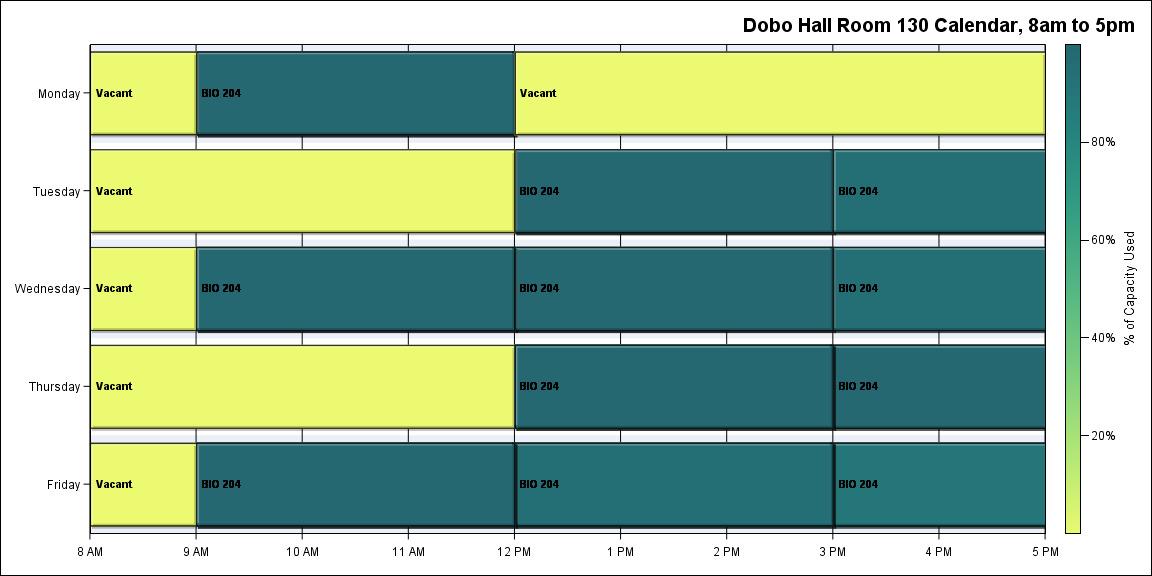 Dobo Hall Room 130 Calendar, 8am to 5pm
Monday
Vacant
BIO 204
Vacant
Tuesday
Vacant
BIO 204
BIO 204
Wednesday
Vacant
BIO 204
BIO 204
BIO 204
Thursday
Vacant
BIO 204
BIO 204
Friday
Vacant
BIO 204
BIO 204
BIO 204
8 AM
9 AM
10 AM
11 AM
12 PM
1 PM
2 PM
3 PM
4 PM
5 PM
80%
60%
40%
20%
% of Capacity Used